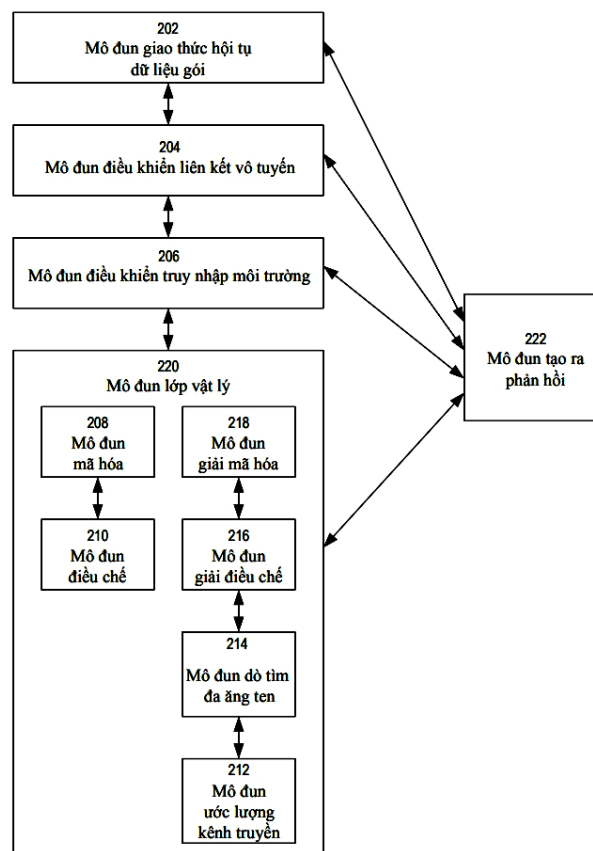 202
Mô đun giao thức hội tụ
dữ liệu gói
204
Mô đun điều khiển liên kết vô tuyến
206
Mô đun điều khiển truy nhập môi trường
222
Mô đun tạo ra
phản hồi
220
Mô đun lớp vật lý
208
Mô đun
mã hóa
218
Mô đun
giải mã hóa
210
Mô đun
điều chế
216
Mô đun
giải điều chế
214
Mô đun dò tìm
đa ăng ten
212
Mô đun
ước lượng
kênh truyền